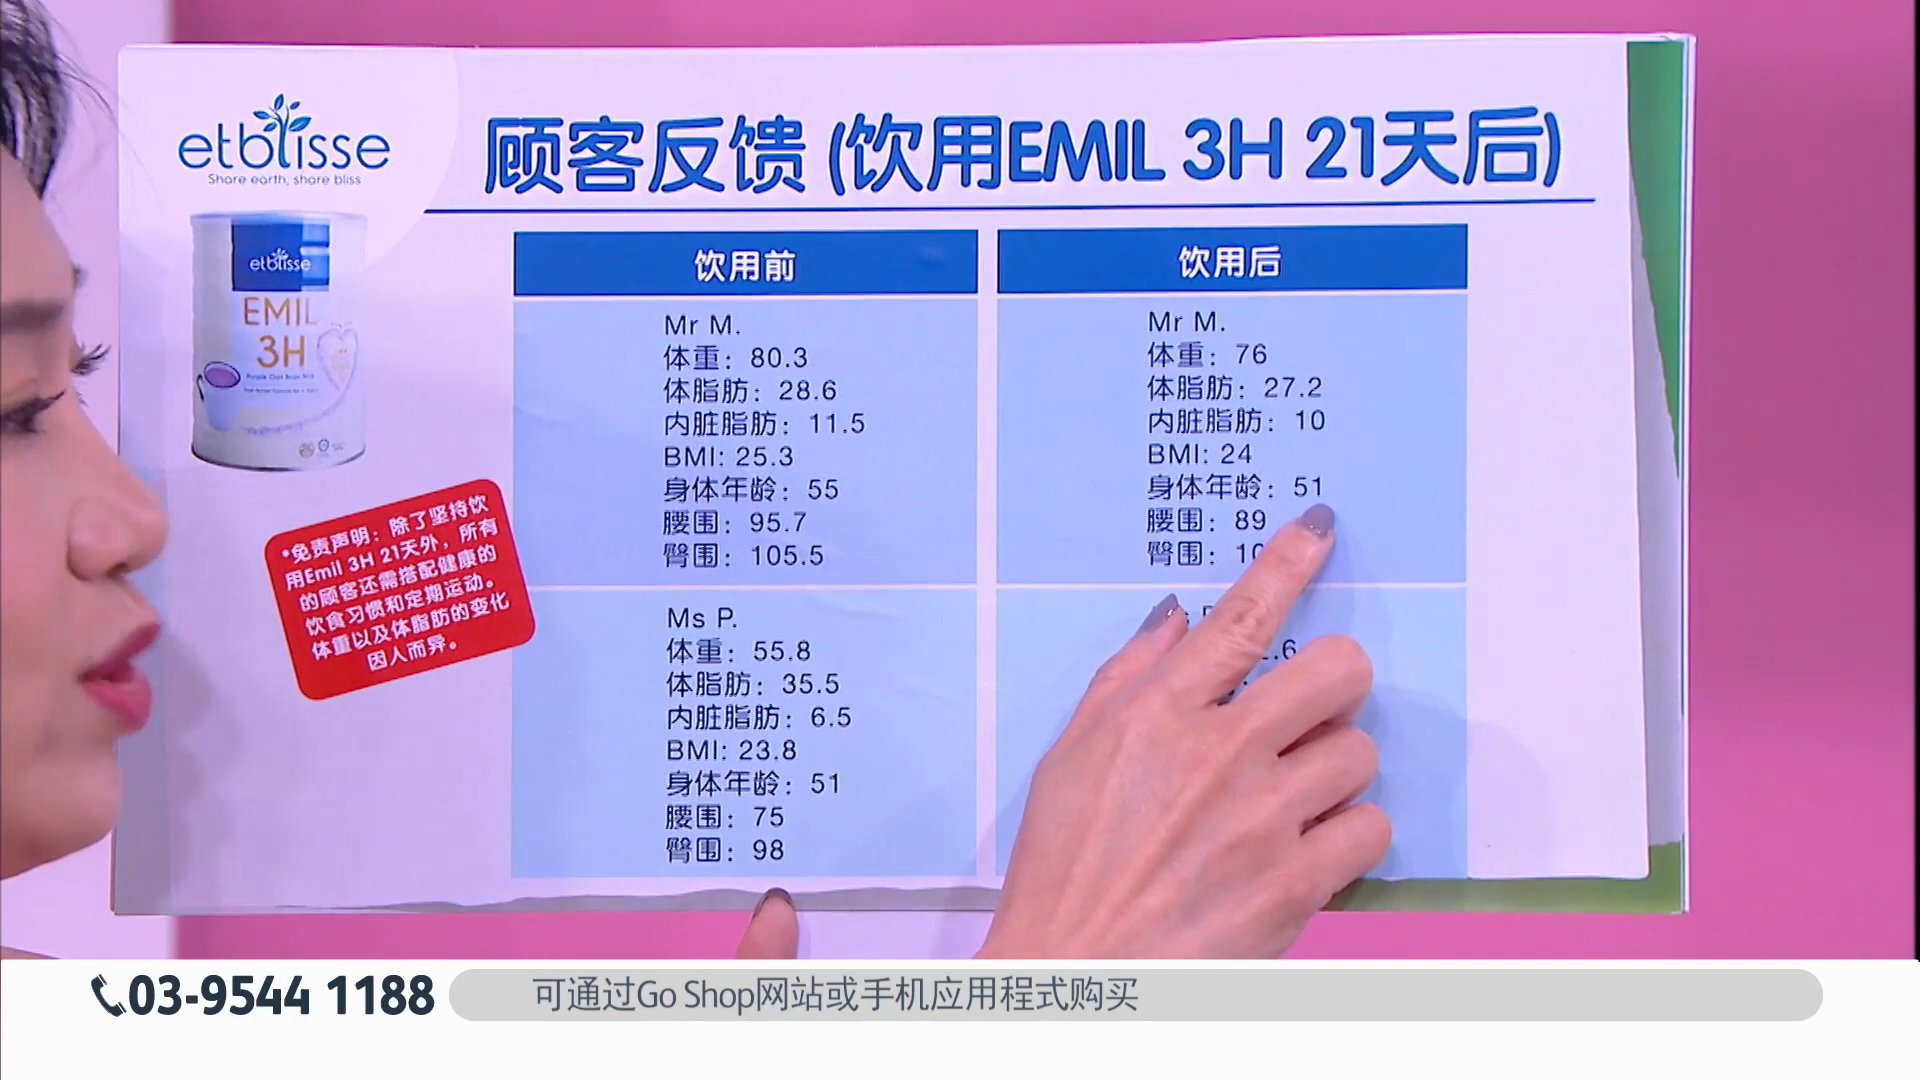 etblisse
Share earth, share bliss
顾客反馈 (饮用EMIL 3H 21天后)
etblisse
EMIL
3H
Purple Oat Bran Mix
*免责声明：除了坚持饮
用Emil 3H 21天外，所有
的顾客还需搭配健康的
饮食习惯和定期运动。
体重以及体脂肪的变化
因人而异。
饮用前
Mr M.
体重：80.3
体脂肪：28.6
内脏脂肪：11.5
BMI: 25.3
身体年龄：55
腰围：95.7
臀围：105.5
Ms P.
体重：55.8
体脂肪：35.5
内脏脂肪：6.5
BMI: 23.8
身体年龄：51
腰围：75
臀围：98
饮用后
Mr M.
体重：76
体脂肪：27.2
内脏脂肪：10
BMI: 24
身体年龄：51
腰围：89
臀围：
03-9544 1188
可通过Go Shop网站或手机应用程式购买